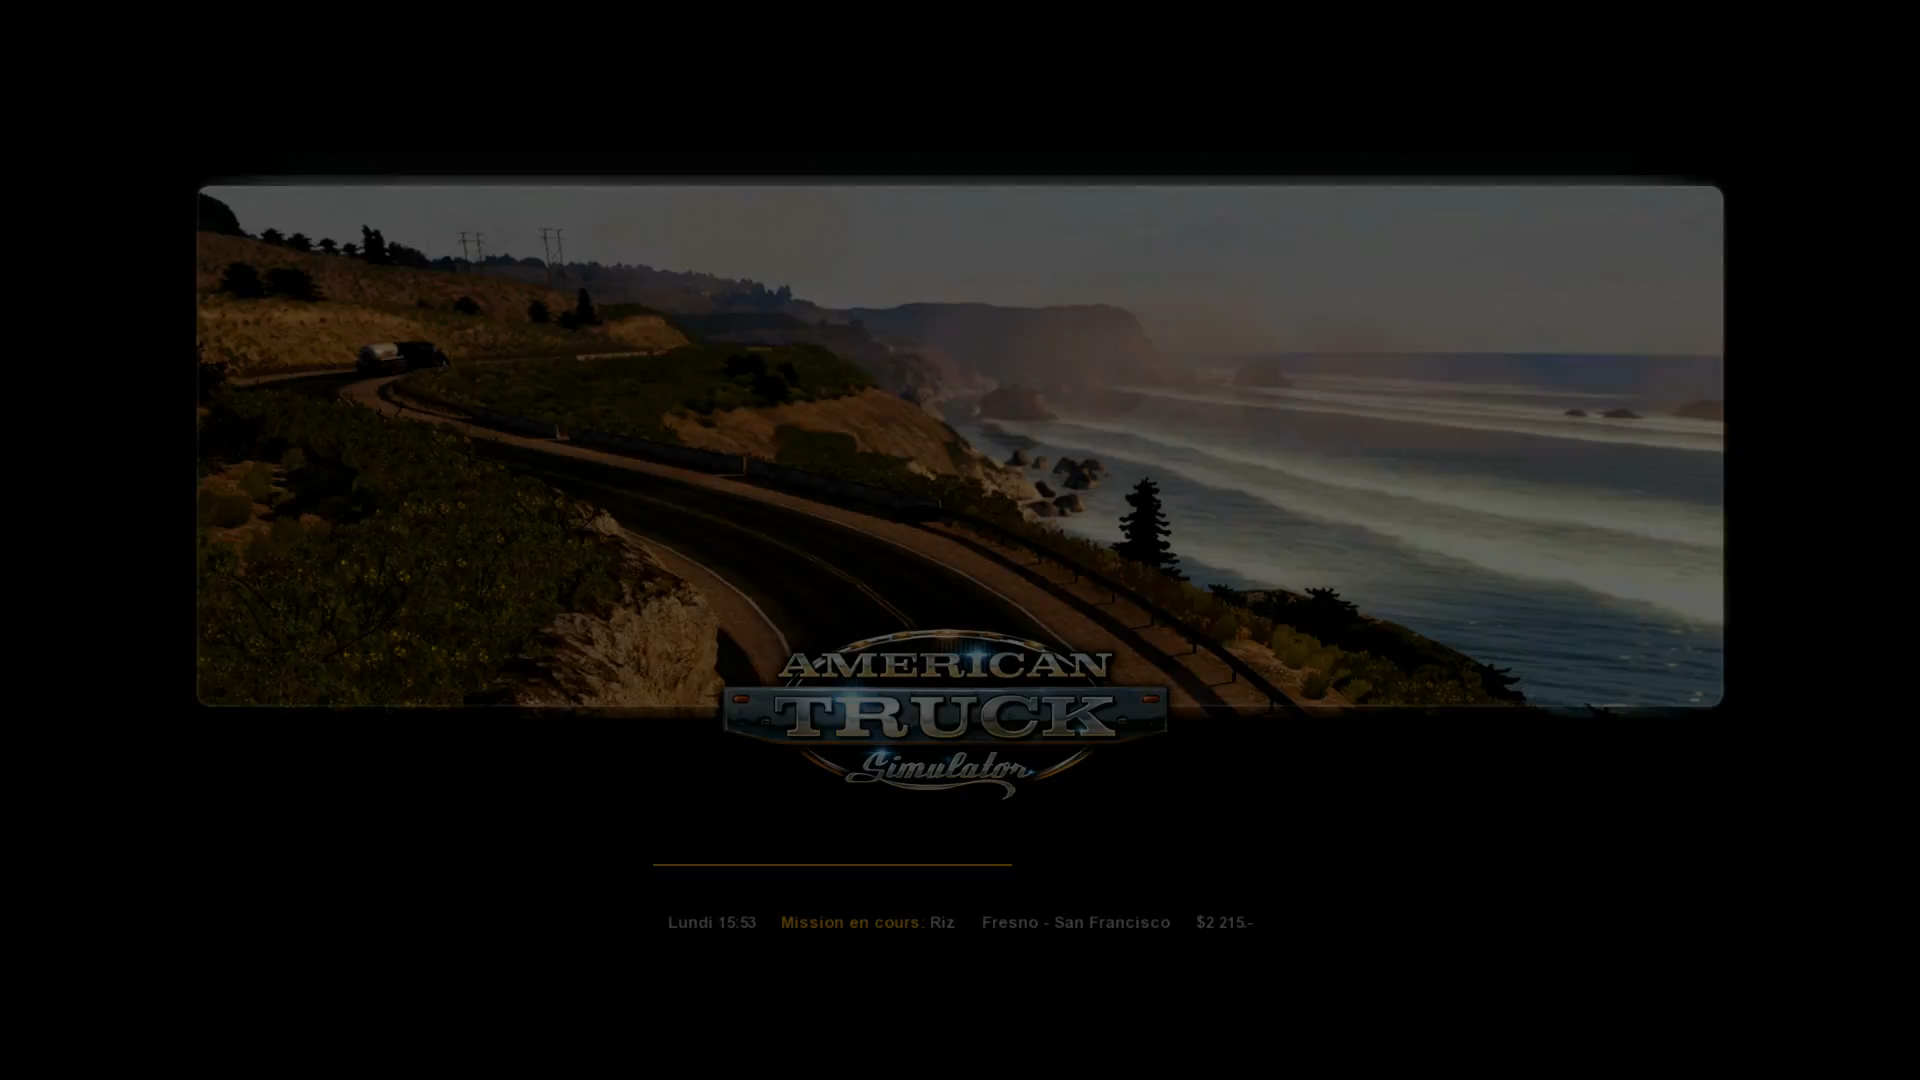 AMERICAN
TRUCK
Simulator
Lundi 15:53 Mission en cours: Riz Fresno - San Francisco $2 215.-